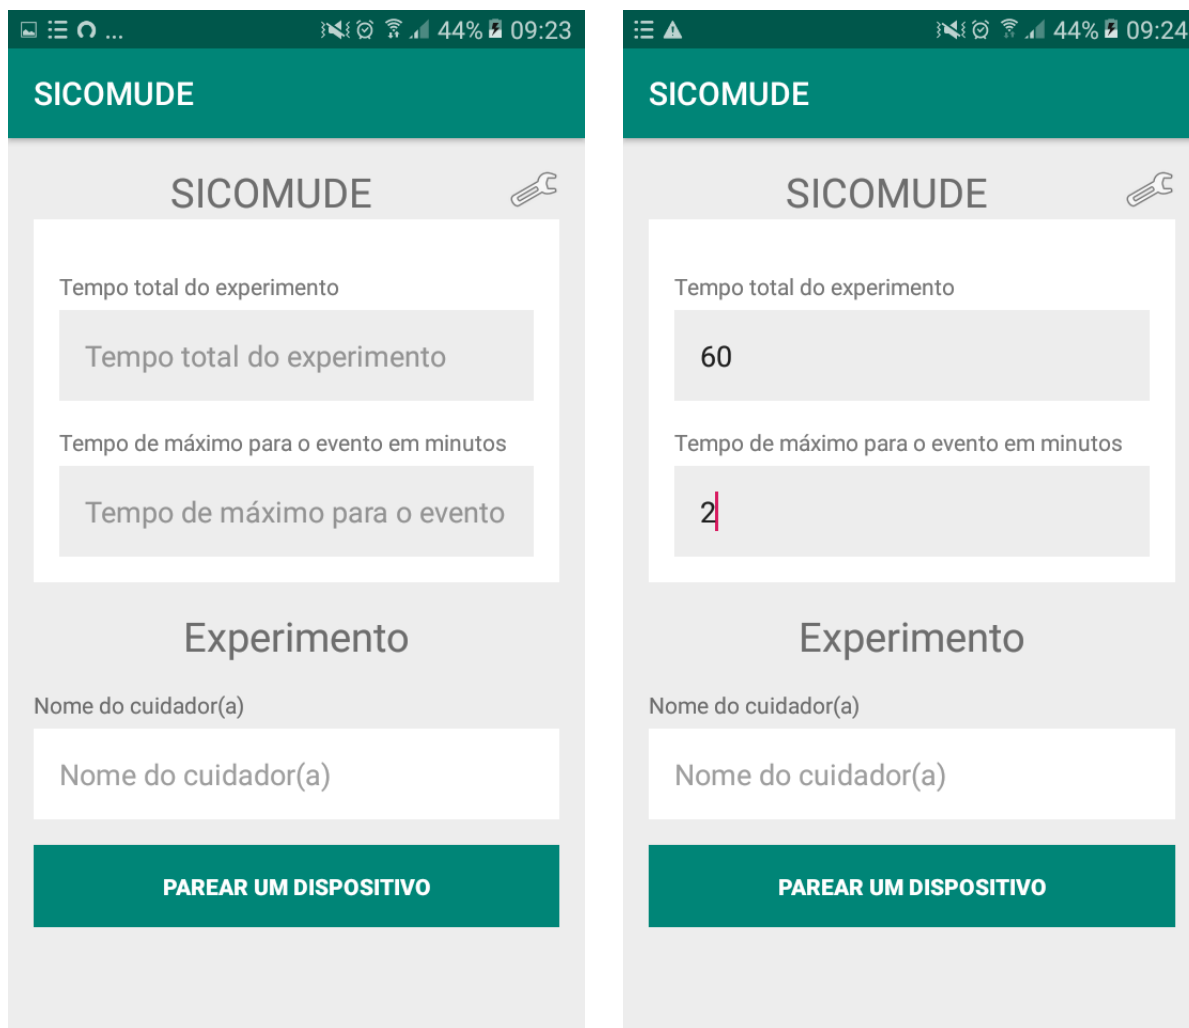 ... 44% 09:23
SICOMUDE
SICOMUDE
Tempo total do experimento
Tempo total do experimento
Tempo de máximo para o evento em minutos
Tempo de máximo para o evento
Experimento
Nome do cuidador(a)
Nome do cuidador(a)
PAREAR UM DISPOSITIVO
44% 09:24
SICOMUDE
SICOMUDE
Tempo total do experimento
60
Tempo de máximo para o evento em minutos
2
Experimento
Nome do cuidador(a)
Nome do cuidador(a)
PAREAR UM DISPOSITIVO